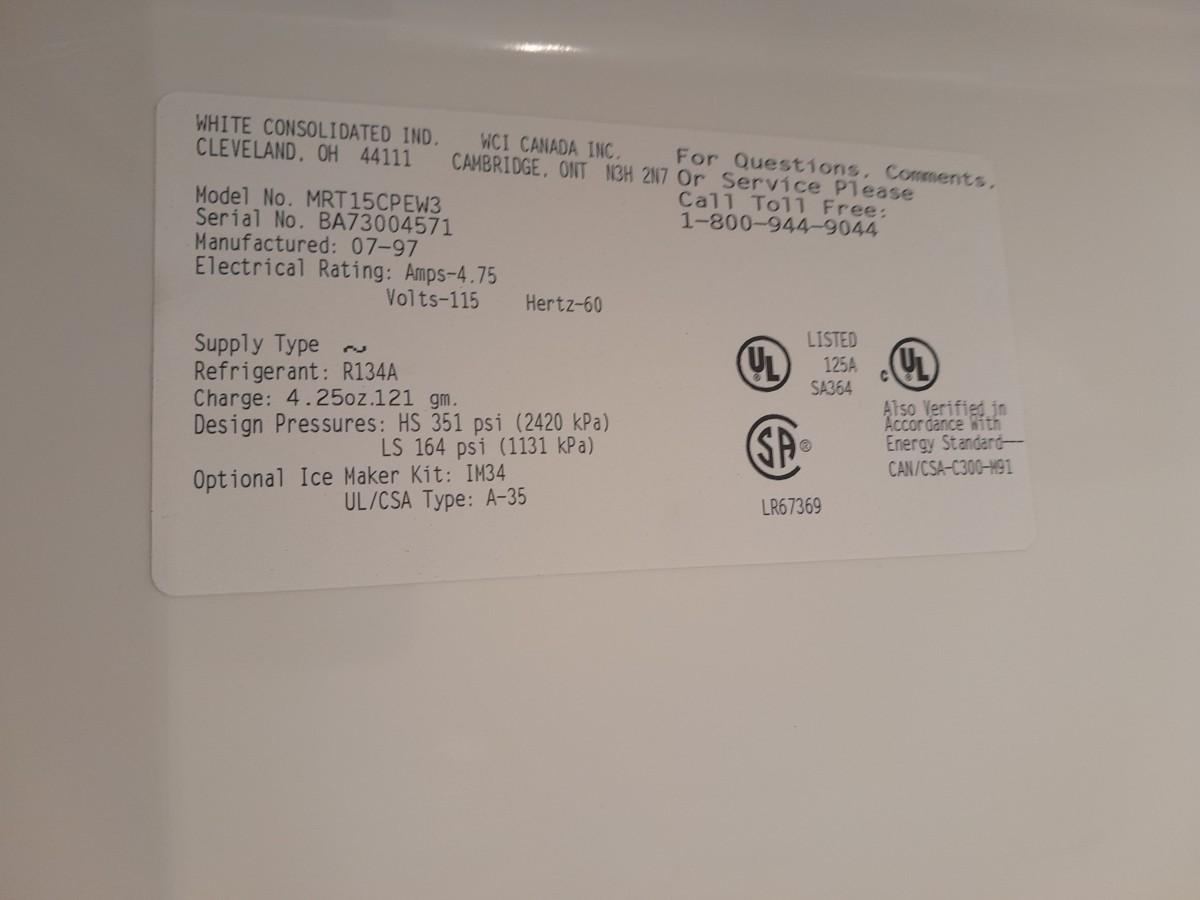 WHITE CONSOLIDATED IND.
CLEVELAND, OH 44111
WCI CANADA INC.
CAMBRIDGE, ONT N3H 2N7
For Questions, Comments,
Or Service Please
Call Toll Free:
1-800-944-9044
Model No. MRT15CPEW3
Serial No. BA73004571
Manufactured: 07-97
Electrical Rating: Amps-4.75
Volts-115 Hertz-60
Supply Type ~
Refrigerant: R134A
Charge: 4.25oz.121 gm.
Design Pressures: HS 351 psi (2420 kPa)
LS 164 psi (1131 kPa)
Optional Ice Maker Kit: IM34
UL/CSA Type: A-35
UL ®
LISTED
125A
SA364
SA ®
LR67369
c UL ®
Also Verified in
Accordance With
Energy Standard—
CAN/CSA-C300-M91